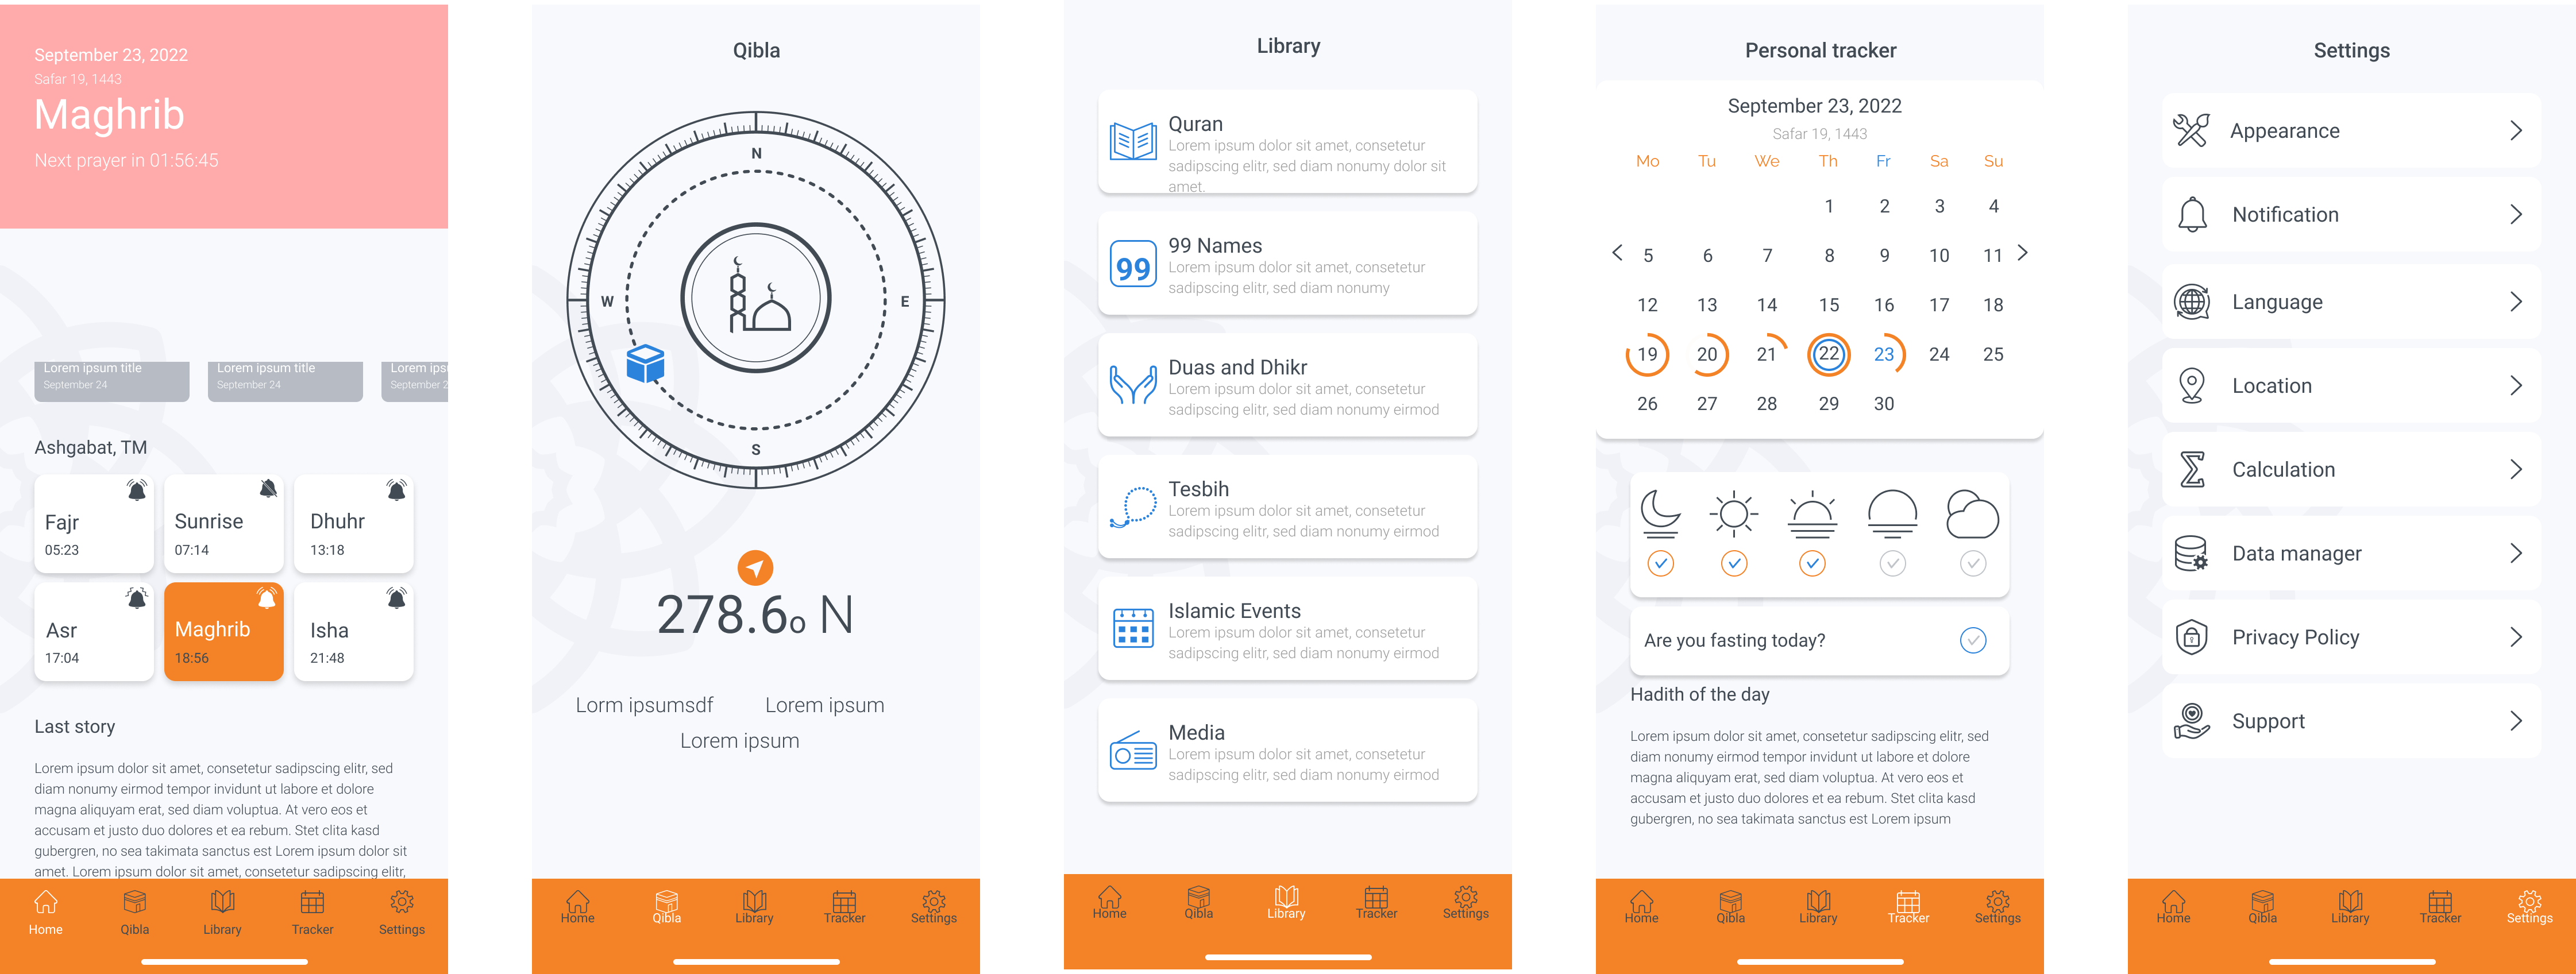 September 23, 2022
Safar 19, 1443
Maghrib
Next prayer in 01:56:45
Lorem ipsum title
September 24
Lorem ipsum title
September 24
Lorem ips
September 2
Ashgabat, TM
Fajr
05:23
Sunrise
07:14
Dhuhr
13:18
Asr
17:04
Maghrib
18:56
Isha
21:48
Last story
Lorem ipsum dolor sit amet, consetetur sadipscing elitr, sed
diam nonumy eirmod tempor invidunt ut labore et dolore
magna aliquyam erat, sed diam voluptua. At vero eos et
accusam et justo duo dolores et ea rebum. Stet clita kasd
gubergren, no sea takimata sanctus est Lorem ipsum dolor sit
amet. Lorem ipsum dolor sit amet, consetetur sadipscing elitr,
Home Qibla Library Tracker Settings
Qibla
N
W
E
S
278.6o N
Lorm ipsumsdf Lorem ipsum
Lorem ipsum
Home Qibla Library Tracker Settings
Library
Quran
Lorem ipsum dolor sit amet, consetetur
sadipscing elitr, sed diam nonumy dolor sit
amet.
99
99 Names
Lorem ipsum dolor sit amet, consetetur
sadipscing elitr, sed diam nonumy
Duas and Dhikr
Lorem ipsum dolor sit amet, consetetur
sadipscing elitr, sed diam nonumy eirmod
Tesbih
Lorem ipsum dolor sit amet, consetetur
sadipscing elitr, sed diam nonumy eirmod
Islamic Events
Lorem ipsum dolor sit amet, consetetur
sadipscing elitr, sed diam nonumy eirmod
Media
Lorem ipsum dolor sit amet, consetetur
sadipscing elitr, sed diam nonumy eirmod
Home Qibla Library Tracker Settings
Personal tracker
September 23, 2022
Safar 19, 1443
Mo Tu We Th Fr Sa Su
1 2 3 4
5 6 7 8 9 10 11
12 13 14 15 16 17 18
19 20 21 22 23 24 25
26 27 28 29 30
Are you fasting today?
Hadith of the day
Lorem ipsum dolor sit amet, consetetur sadipscing elitr, sed
diam nonumy eirmod tempor invidunt ut labore et dolore
magna aliquyam erat, sed diam voluptua. At vero eos et
accusam et justo duo dolores et ea rebum. Stet clita kasd
gubergren, no sea takimata sanctus est Lorem ipsum
Home Qibla Library Tracker Settings
Settings
Appearance
Notification
Language
Location
Calculation
Data manager
Privacy Policy
Support
Home Qibla Library Tracker Settings